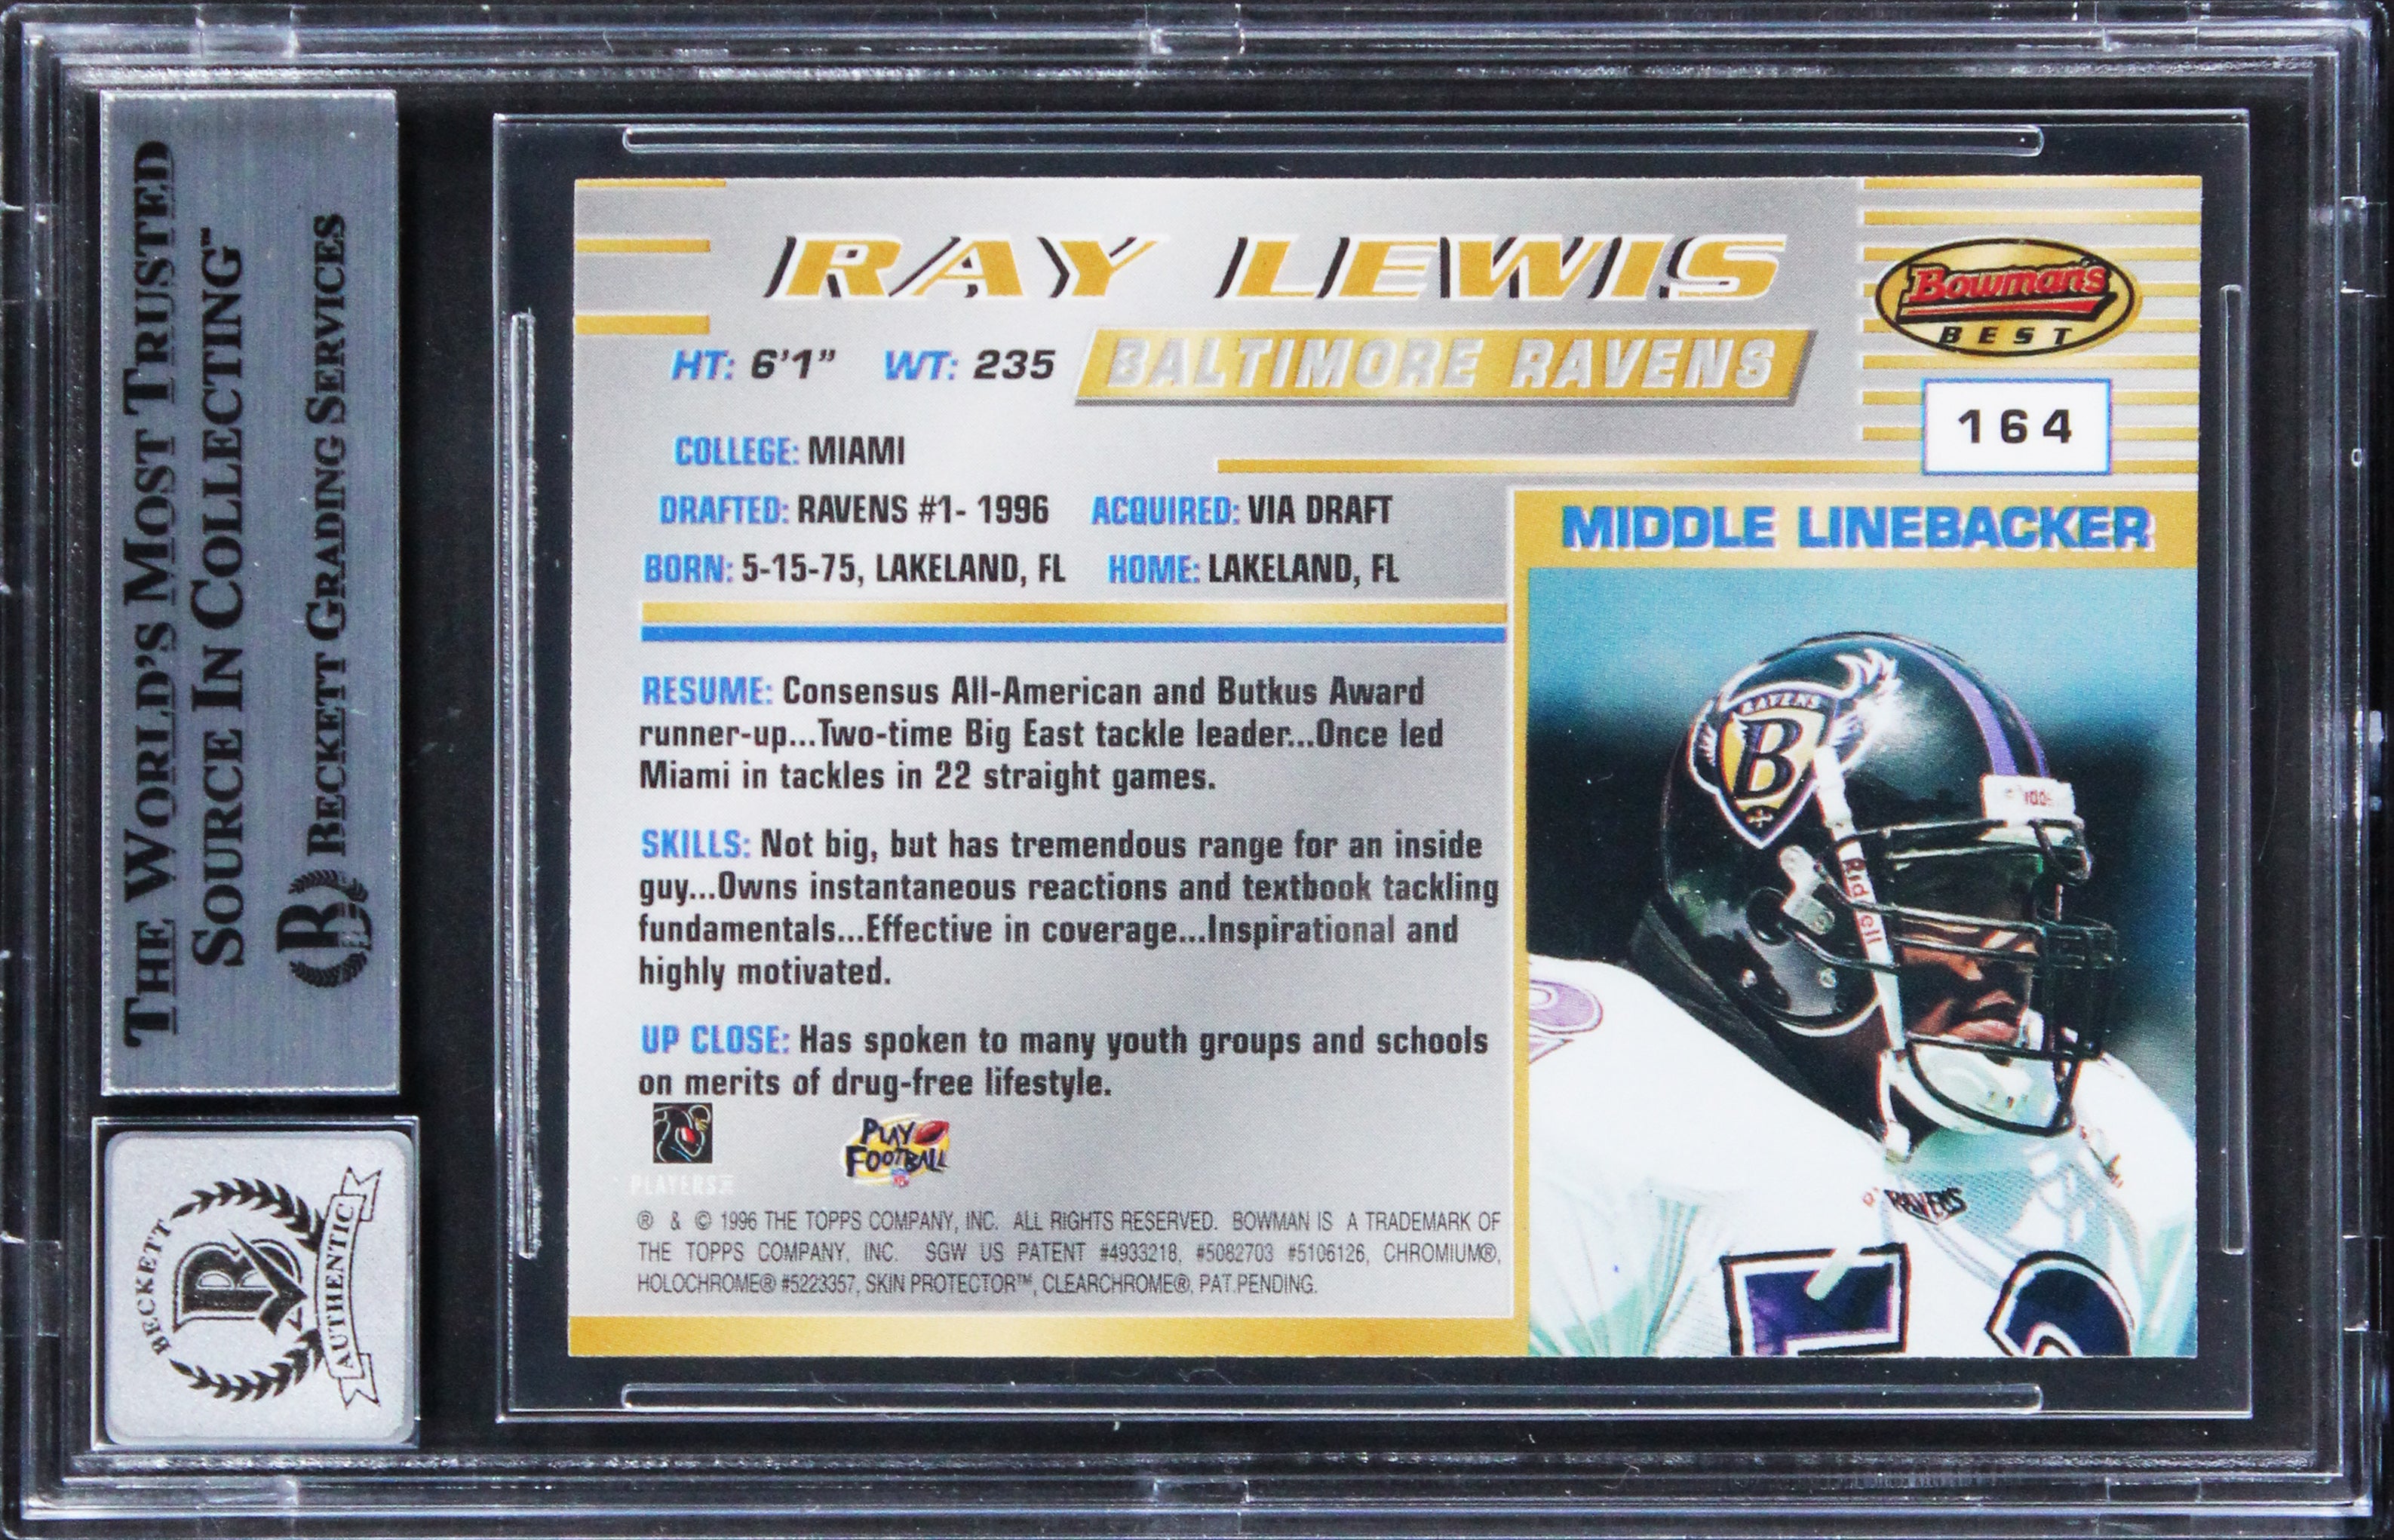 THE WORLD'S MOST TRUSTED
SOURCE IN COLLECTING™
BECKETT GRADING SERVICES
BECKETT
B
AUTHENTIC
RAY LEWIS
HT: 6'1" WT: 235
BALTIMORE RAVENS
Bowman's
BEST
164
COLLEGE: MIAMI
DRAFTED: RAVENS #1- 1996 ACQUIRED: VIA DRAFT
BORN: 5-15-75, LAKELAND, FL HOME: LAKELAND, FL
MIDDLE LINEBACKER
RESUME: Consensus All-American and Butkus Award
runner-up...Two-time Big East tackle leader...Once led
Miami in tackles in 22 straight games.
SKILLS: Not big, but has tremendous range for an inside
guy...Owns instantaneous reactions and textbook tackling
fundamentals...Effective in coverage...Inspirational and
highly motivated.
UP CLOSE: Has spoken to many youth groups and schools
on merits of drug-free lifestyle.
PLAYERS
PLAY
FOOTBALL
® & © 1996 THE TOPPS COMPANY, INC. ALL RIGHTS RESERVED. BOWMAN IS A TRADEMARK OF
THE TOPPS COMPANY, INC. SGW US PATENT #4933218, #5082703 #5106126, CHROMIUM®,
HOLOCHROME® #5223357, SKIN PROTECTOR™, CLEARCHROME®, PAT.PENDING.
RAVENS
B
Riddell
RAVENS
5